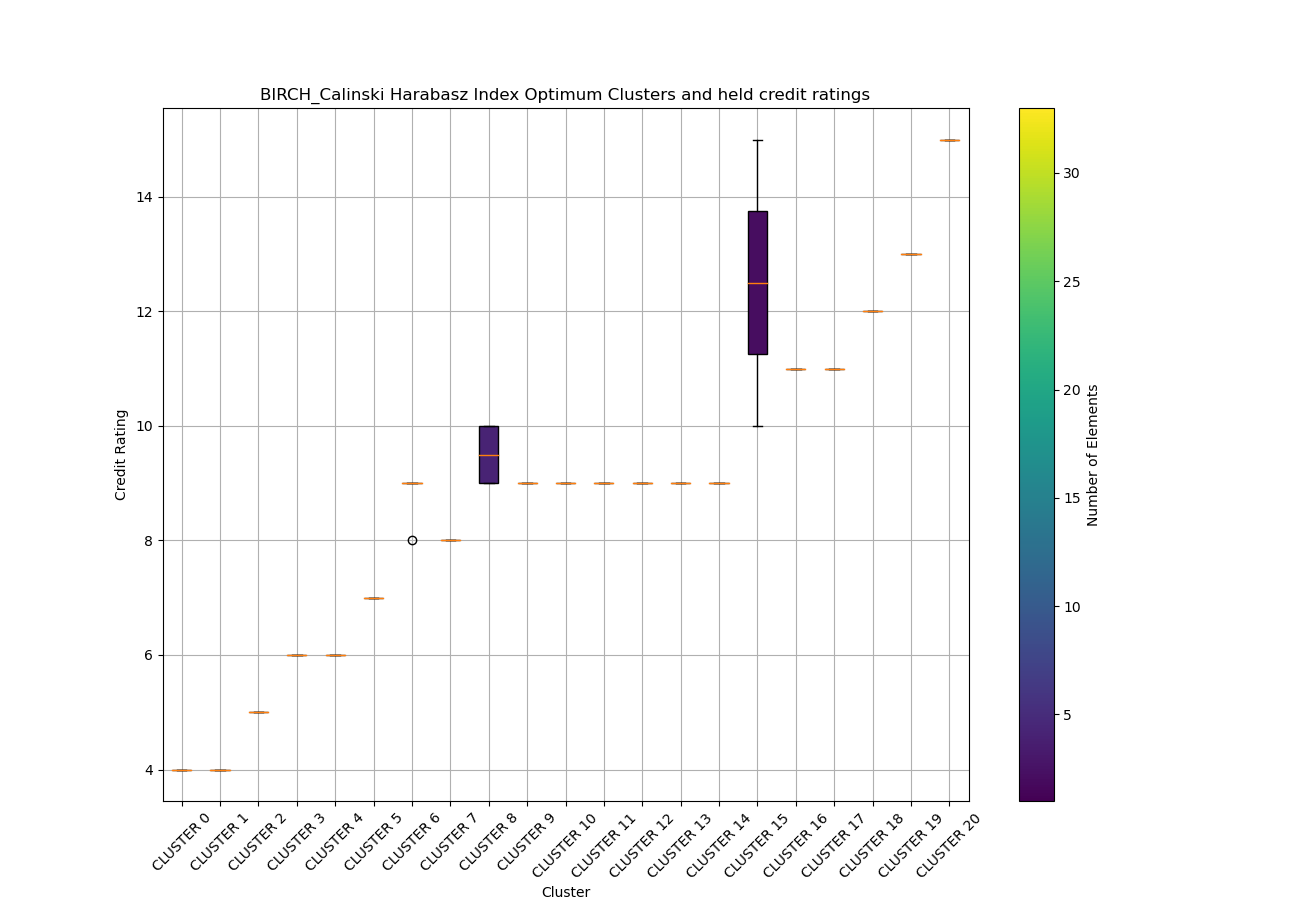 BIRCH_Calinski Harabasz Index Optimum Clusters and held credit ratings
14
12
10
8
6
4
Credit Rating
CLUSTER 0
CLUSTER 1
CLUSTER 2
CLUSTER 3
CLUSTER 4
CLUSTER 5
CLUSTER 6
CLUSTER 7
CLUSTER 8
CLUSTER 9
CLUSTER 10
CLUSTER 11
CLUSTER 12
CLUSTER 13
CLUSTER 14
CLUSTER 15
CLUSTER 16
CLUSTER 17
CLUSTER 18
CLUSTER 19
CLUSTER 20
Cluster
30
25
20
15
10
5
Number of Elements